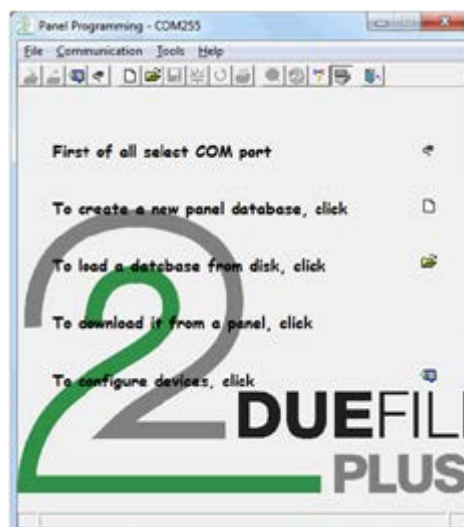 Panel Programming - COM255
File Communication Tools Help
First of all select COM port
To create a new panel database, click
To load a database from disk, click
To download it from a panel, click
To configure devices, click
2
DUEFIL
PLUS